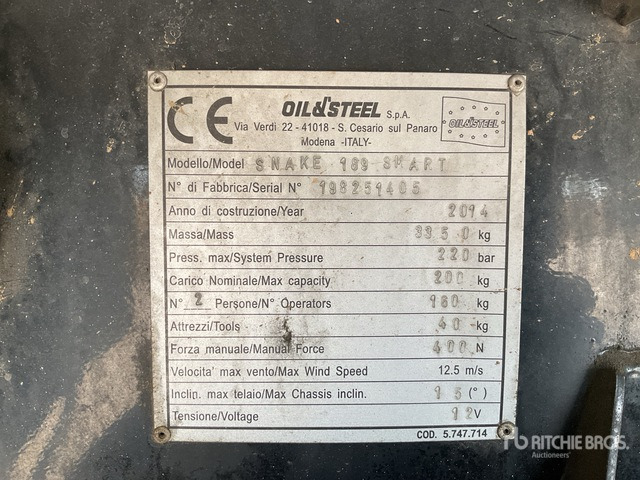 CE OIL&STEEL S.p.A.
Via Verdi 22 - 41018 - S. Cesario sul Panaro
Modena -ITALY-
OIL&STEEL
Modello/Model SNAKE 189 SMART
N° di Fabbrica/Serial N° 198251405
Anno di costruzione/Year 2014
Massa/Mass 3350 kg
Press. max/System Pressure 220 bar
Carico Nominale/Max capacity 200 kg
N° 2 Persone/N° Operators 160 kg
Attrezzi/Tools 40 kg
Forza manuale/Manual Force 400 N
Velocita' max vento/Max Wind Speed 12.5 m/s
Inclin. max telaio/Max Chassis inclin. 1 5 (°)
Tensione/Voltage 12 V
COD. 5.747.714
rb RITCHIE BROS.
Auctioneers